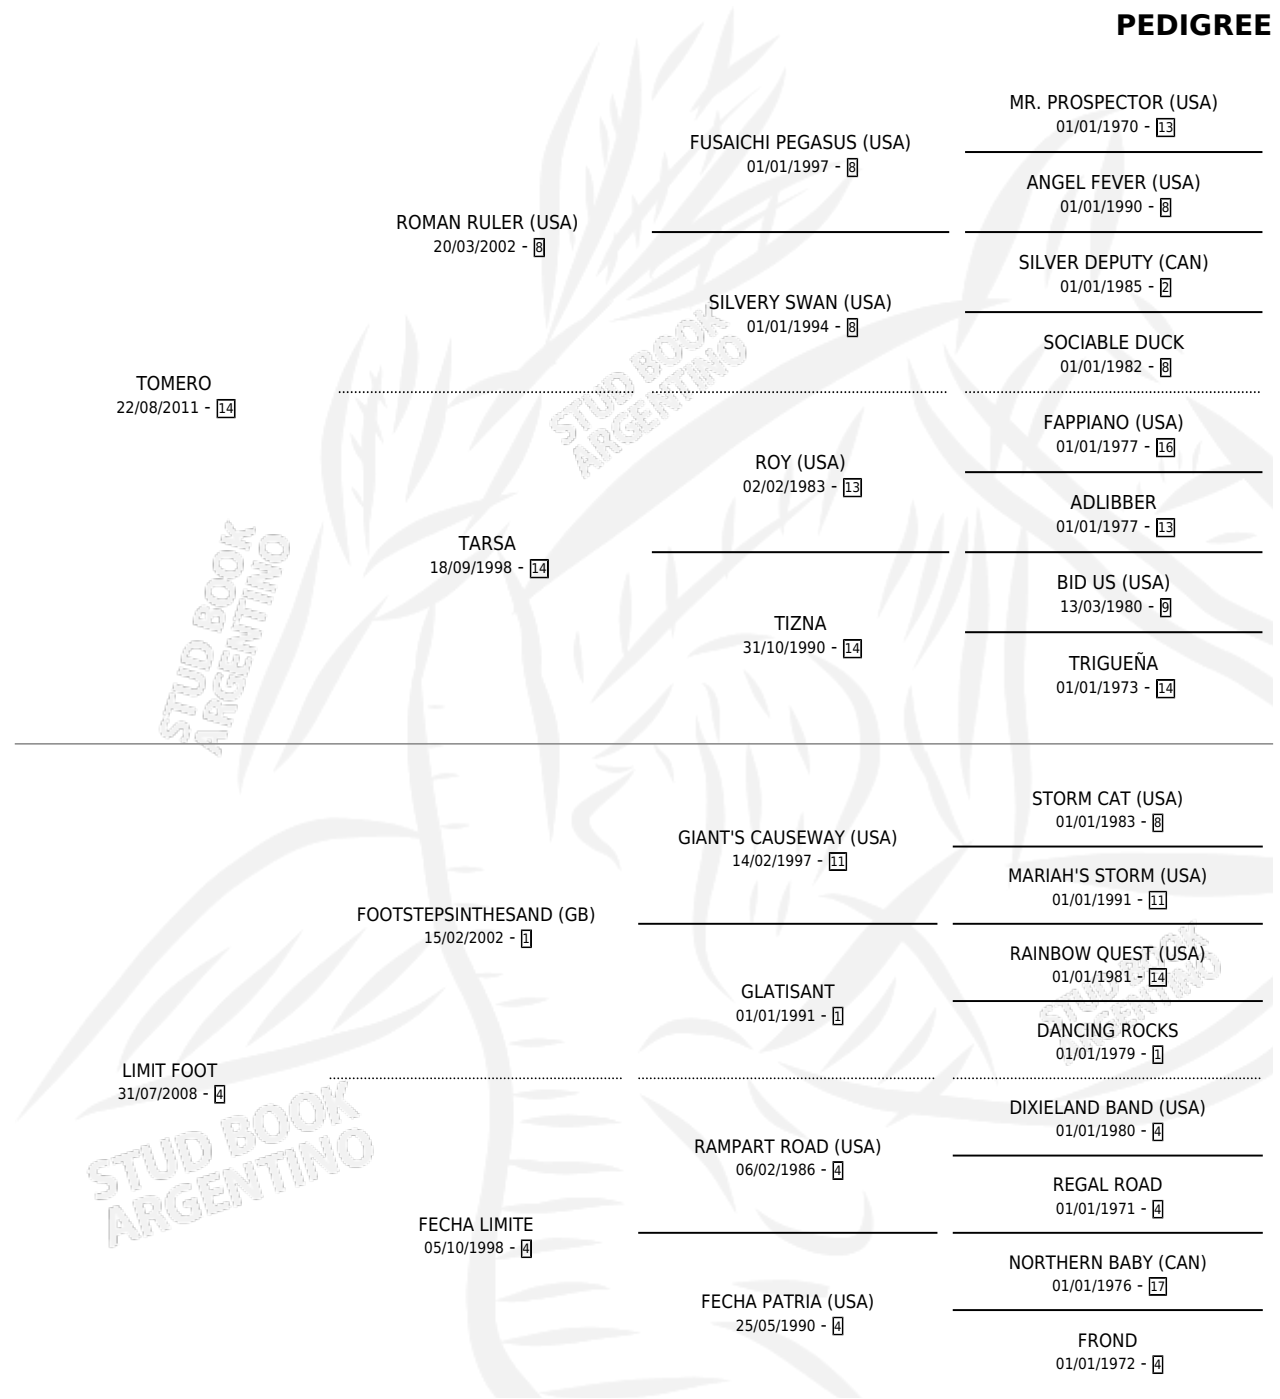 PEDIGREE
MR. PROSPECTOR (USA)
01/01/1970 - 13
FUSAICHI PEGASUS (USA)
01/01/1997 - 8
ANGEL FEVER (USA)
01/01/1990 - 8
ROMAN RULER (USA)
20/03/2002 - 8
SILVER DEPUTY (CAN)
01/01/1985 - 2
SILVERY SWAN (USA)
01/01/1994 - 8
SOCIABLE DUCK
01/01/1982 - 8
TOMERO
22/08/2011 - 14
FAPPIANO (USA)
01/01/1977 - 16
ROY (USA)
02/02/1983 - 13
ADLIBBER
01/01/1977 - 13
TARSA
18/09/1998 - 14
BID US (USA)
13/03/1980 - 9
TIZNA
31/10/1990 - 14
TRIGUEÑA
01/01/1973 - 14
STORM CAT (USA)
01/01/1983 - 8
GIANT'S CAUSEWAY (USA)
14/02/1997 - 11
MARIAH'S STORM (USA)
01/01/1991 - 11
FOOTSTEPSINTHESAND (GB)
15/02/2002 - 1
RAINBOW QUEST (USA)
01/01/1981 - 14
GLATISANT
01/01/1991 - 1
DANCING ROCKS
01/01/1979 - 1
LIMIT FOOT
31/07/2008 - 4
DIXIELAND BAND (USA)
01/01/1980 - 4
RAMPART ROAD (USA)
06/02/1986 - 4
REGAL ROAD
01/01/1971 - 4
FECHA LIMITE
05/10/1998 - 4
NORTHERN BABY (CAN)
01/01/1976 - 17
FECHA PATRIA (USA)
25/05/1990 - 4
FROND
01/01/1972 - 4
STUD BOOK
ARGENTINO
STUD BOOK
ARGENTINO
STUD BOOK
ARGENTINO
STUD BOOK
ARGENTINO